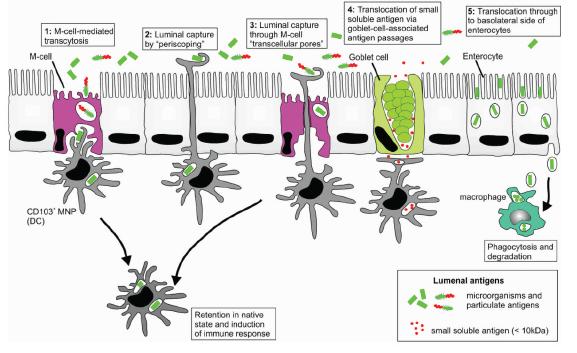 1: M-cell-mediated
transcytosis
M-cell
2: Luminal capture
by "periscoping"
3: Luminal capture
through M-cell
"transcellular pores"
4: Translocation of small
soluble antigen via
goblet-cell-associated
antigen passages
Goblet cell
5: Translocation through
to basolateral side of
enterocytes
Enterocyte
CD103⁺ MNP
(DC)
macrophage
Phagocytosis and
degradation
Retention in native
state and induction
of immune response
Lumenal antigens
microorganisms and
particulate antigens
small soluble antigen (< 10kDa)